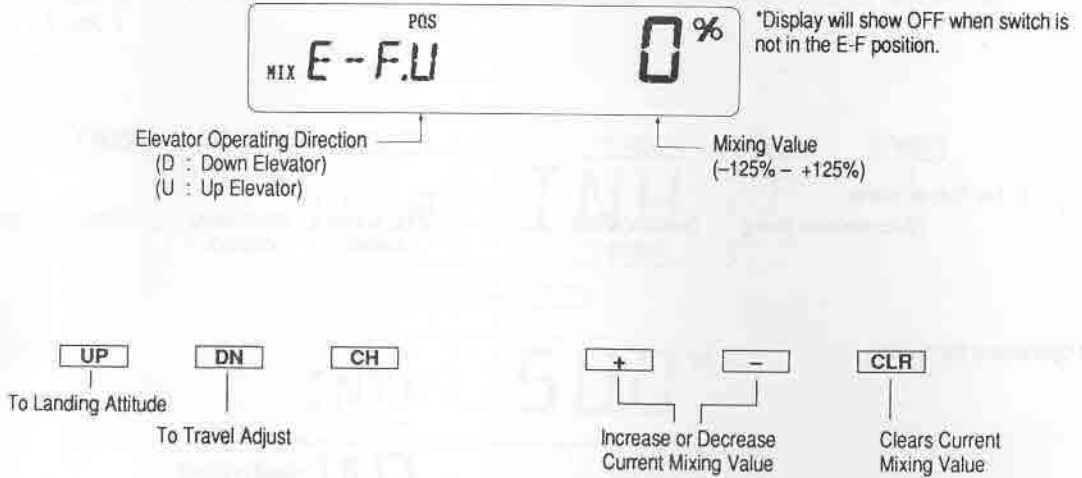 POS
MIX E-F.U 0%
*Display will show OFF when switch is
not in the E-F position.
Elevator Operating Direction
(D : Down Elevator)
(U : Up Elevator)
Mixing Value
(–125% – +125%)
UP DN CH + – CLR
To Landing Attitude
To Travel Adjust
Increase or Decrease
Current Mixing Value
Clears Current
Mixing Value